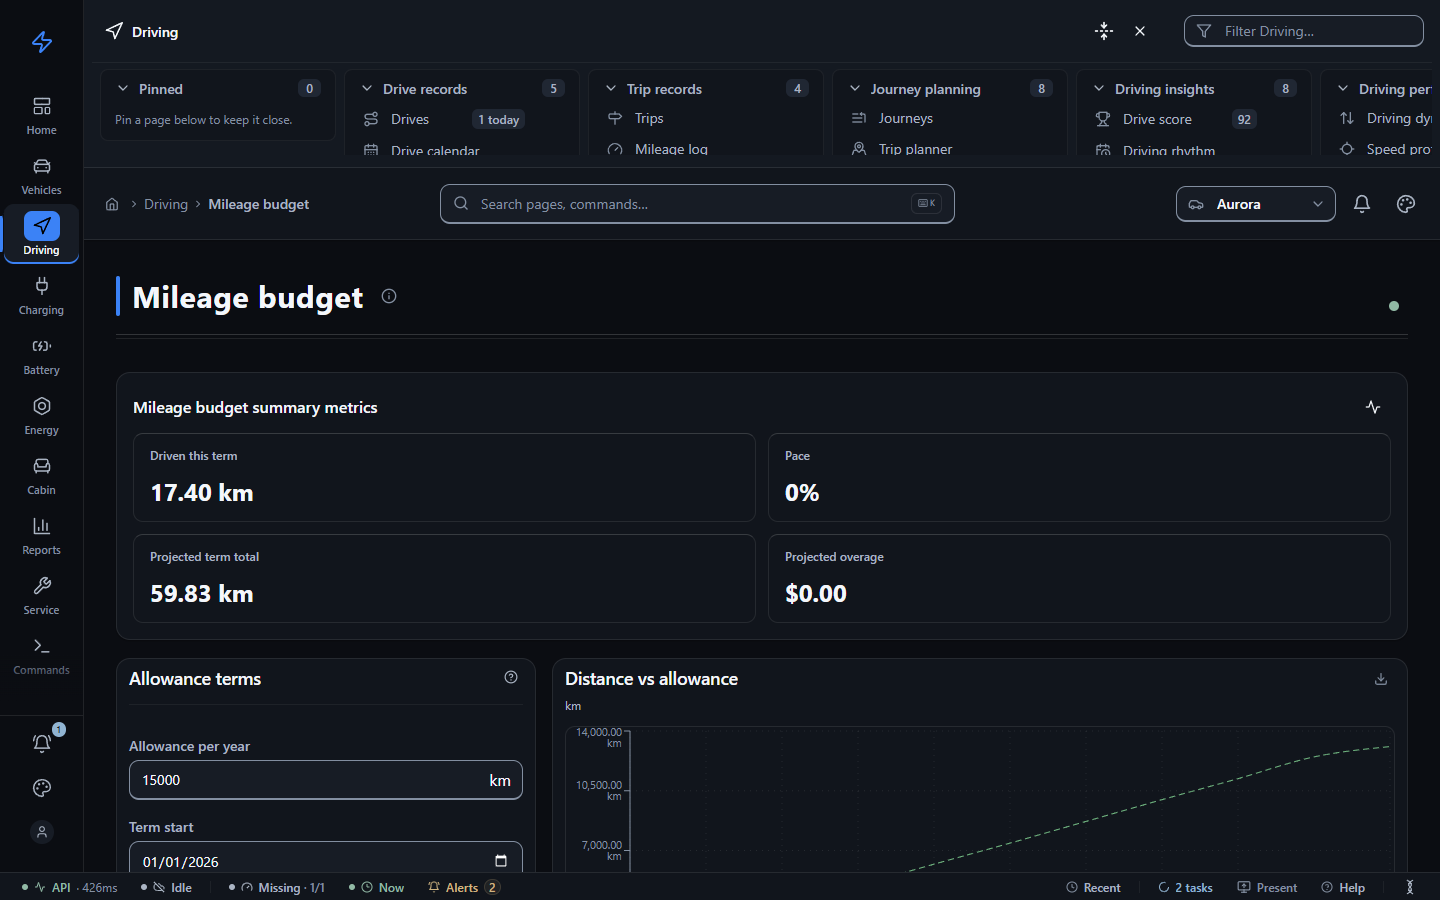 Driving
Filter Driving...
Pinned 0
Pin a page below to keep it close.
Drive records 5
Drives 1 today
Drive calendar
Trip records 4
Trips
Mileage log
Journey planning 8
Journeys
Trip planner
Driving insights 8
Drive score 92
Driving rhythm
Driving per
Driving dy
Speed pro
Home
Vehicles
Driving
Charging
Battery
Energy
Cabin
Reports
Service
Commands
1
Driving
Mileage budget
Search pages, commands...
K
Aurora
Mileage budget
Mileage budget summary metrics
Driven this term
17.40 km
Pace
0%
Projected term total
59.83 km
Projected overage
$0.00
Allowance terms
Allowance per year
15000 km
Term start
01/01/2026
Distance vs allowance
km
14,000.00
km
10,500.00
km
7,000.00
km
API · 426ms
Idle
Missing · 1/1
Now
Alerts 2
Recent
2 tasks
Present
Help